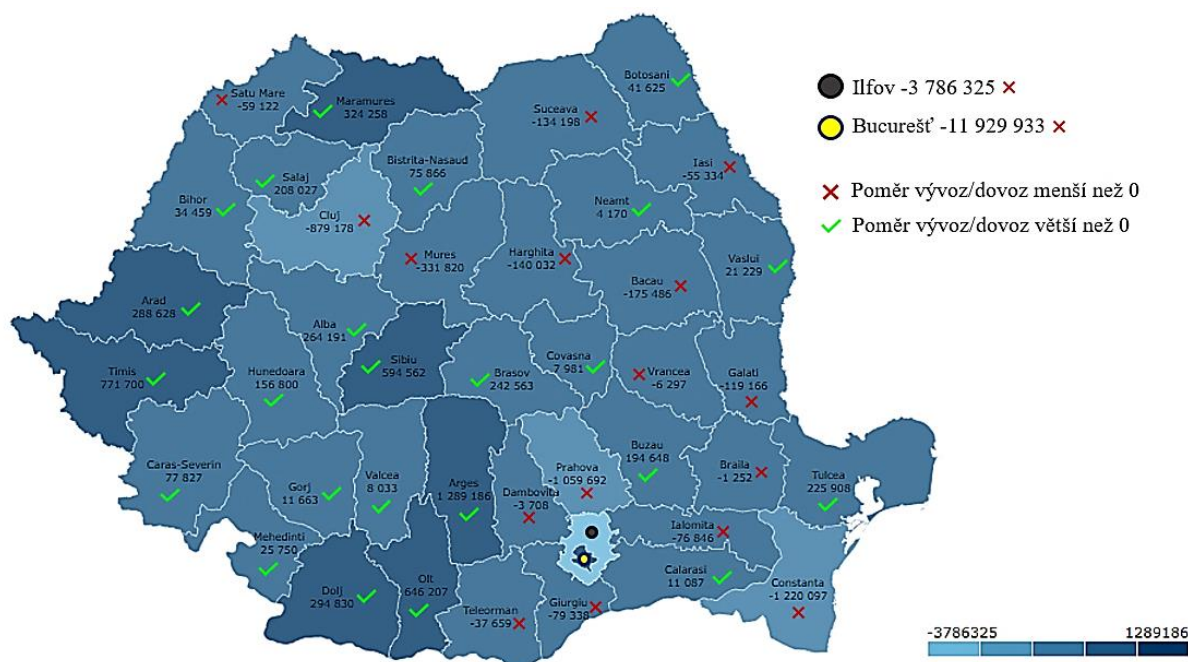 Satu Mare
-59 122
Maramures
324 258
Suceava
-134 198
Botosani
41 625
Salaj
208 027
Bistrita-Nasaud
75 866
Iasi
-55 334
Bihor
34 459
Cluj
-879 178
Neamt
4 170
Mures
-331 820
Harghita
-140 032
Bacau
-175 486
Vaslui
21 229
Arad
288 628
Alba
264 191
Timis
771 700
Hunedoara
156 800
Sibiu
594 562
Brasov
242 563
Covasna
7 981
Vrancea
-6 297
Galati
-119 166
Caras-Severin
77 827
Gorj
11 663
Valcea
8 033
Arges
1 289 186
Dambovita
-3 708
Prahova
-1 059 692
Buzau
194 648
Braila
-1 252
Tulcea
225 908
Mehedinti
25 750
Dolj
294 830
Olt
646 207
Teleorman
-37 659
Giurgiu
-79 338
Ialomita
-76 846
Calarasi
11 087
Constanta
-1 220 097
Ilfov -3 786 325
Bucurešť -11 929 933
Poměr vývoz/dovoz menší než 0
Poměr vývoz/dovoz větší než 0
-3786325 1289186